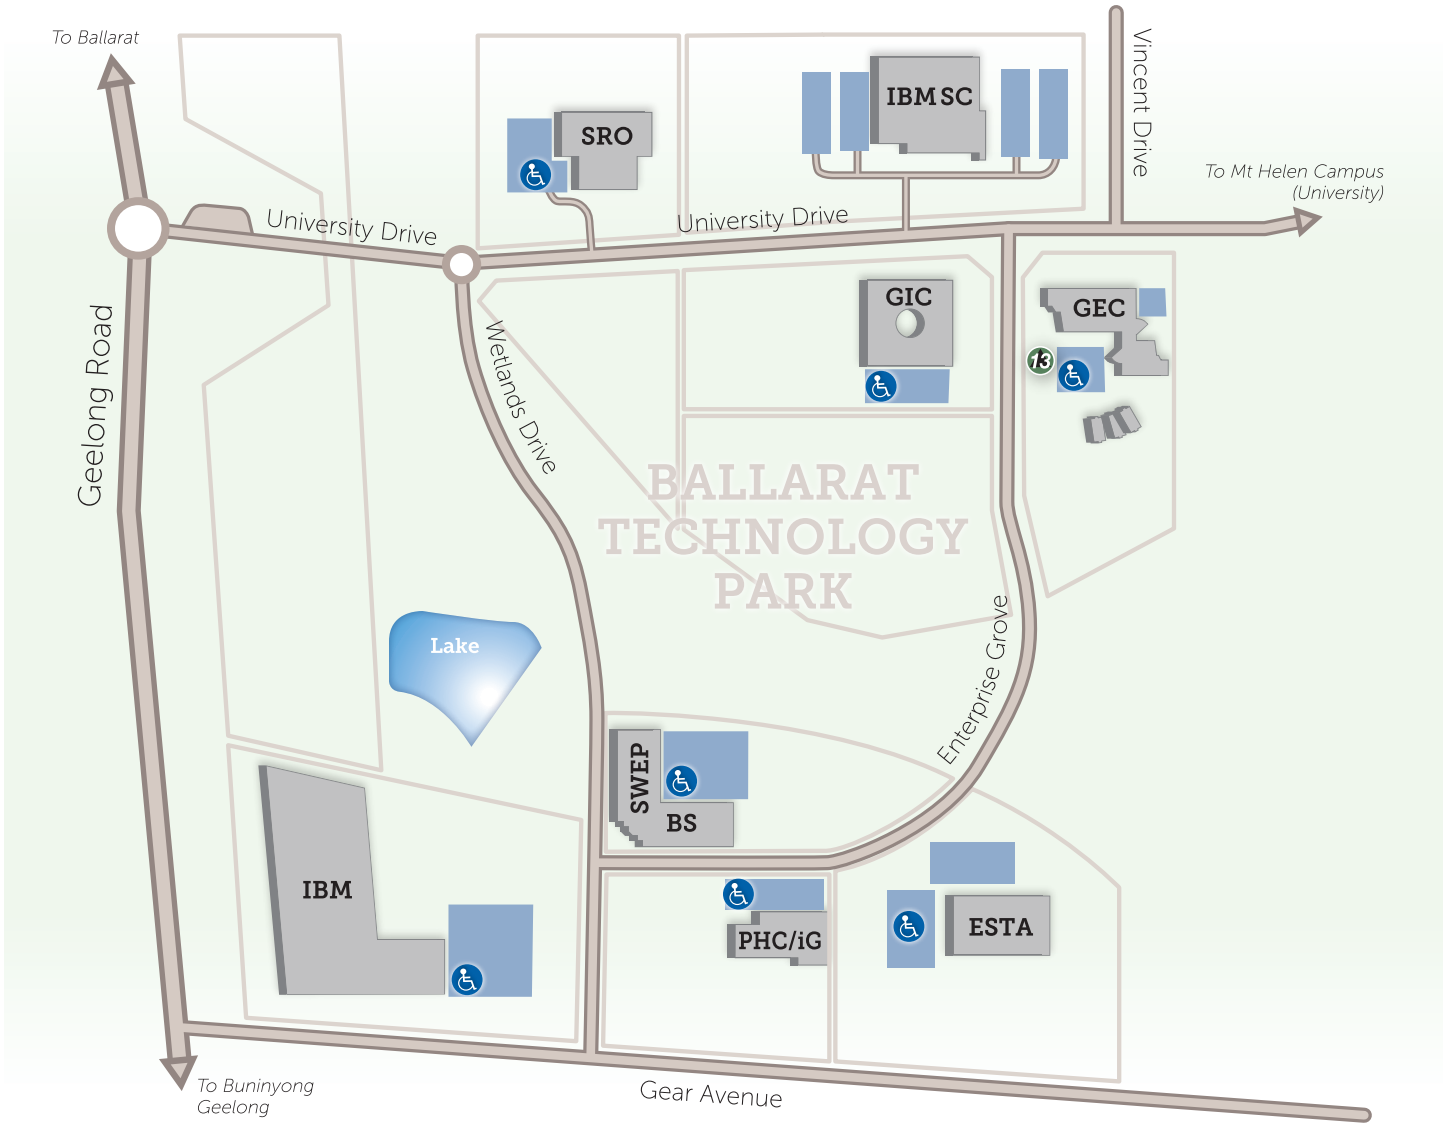 To Ballarat
Vincent Drive
IBM SC
SRO
To Mt Helen Campus
(University)
University Drive
University Drive
GIC
GEC
Geelong Road
Wetlands Drive
13
BALLARAT
TECHNOLOGY
PARK
Enterprise Grove
Lake
SWEP
BS
IBM
PHC/iG
ESTA
To Buninyong
Geelong
Gear Avenue